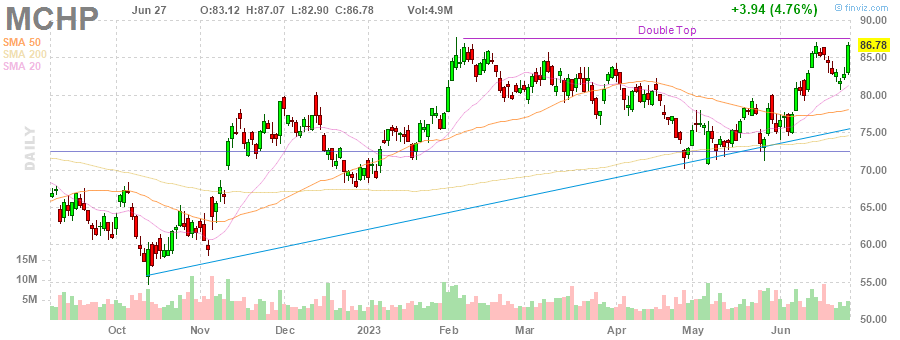 MCHP Jun 27 O:83.12 H:87.07 L:82.90 C:86.78 Vol:4.9M +3.94 (4.76%) © finviz.com
SMA 50
SMA 200
SMA 20
Double Top
DAILY
90.00
86.78
85.00
80.00
75.00
70.00
65.00
60.00
55.00
50.00
15M
10M
5M
Oct Nov Dec 2023 Feb Mar Apr May Jun